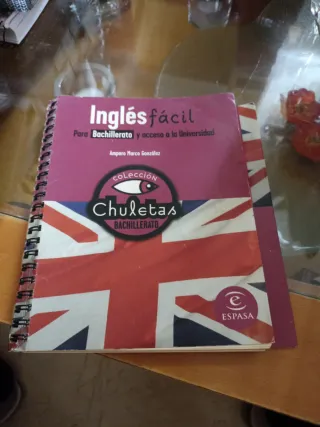 Inglés fácil
Para Bachillerato y acceso a la Universidad
Amparo Marco González
COLECCIÓN
Chuletas
BACHILLERATO
e
ESPASA